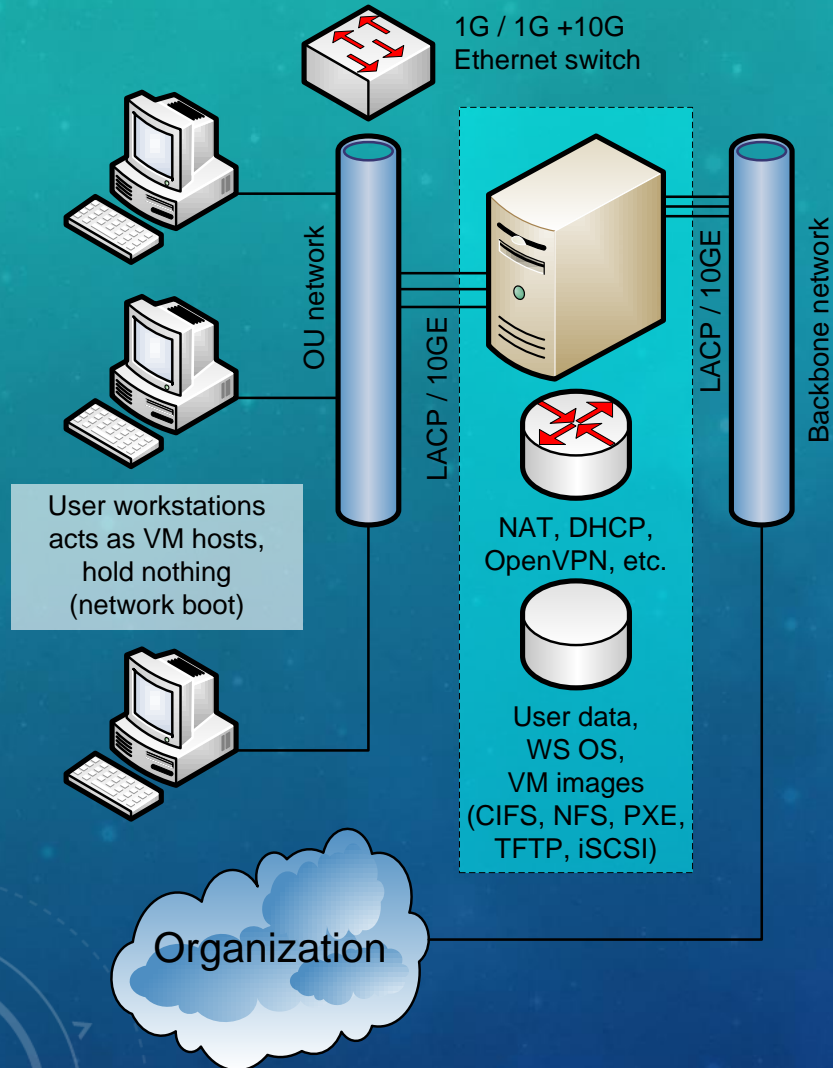 1G / 1G +10G
Ethernet switch
OU network
LACP / 10GE
LACP / 10GE
Backbone network
User workstations
acts as VM hosts,
hold nothing
(network boot)
NAT, DHCP,
OpenVPN, etc.
User data,
WS OS,
VM images
(CIFS, NFS, PXE,
TFTP, iSCSI)
Organization